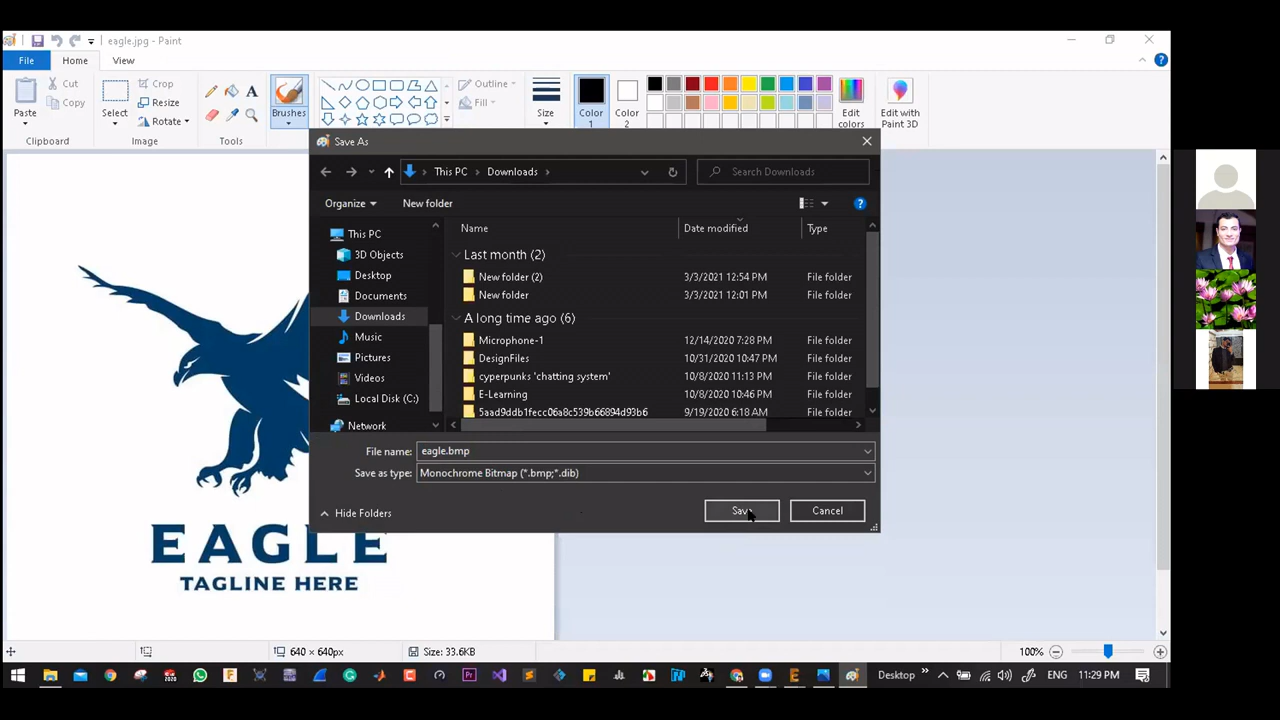 eagle.jpg - Paint
File
Home
View
Paste
Cut
Copy
Clipboard
Select
Crop
Resize
Rotate
Image
Tools
Brushes
Outline
Fill
Size
Color 1
Color 2
Edit colors
Edit with Paint 3D
Save As
This PC
Downloads
Search Downloads
Organize
New folder
Name
Date modified
Type
This PC
3D Objects
Desktop
Documents
Downloads
Music
Pictures
Videos
Local Disk (C:)
Network
Last month (2)
New folder (2) 3/3/2021 12:54 PM File folder
New folder 3/3/2021 12:01 PM File folder
A long time ago (6)
Microphone-1 12/14/2020 7:28 PM File folder
DesignFiles 10/31/2020 10:47 PM File folder
cyperpunks 'chatting system' 10/8/2020 11:13 PM File folder
E-Learning 10/8/2020 10:46 PM File folder
5aad9ddb1fecc06a8c539b66894d93b6 9/19/2020 6:18 AM File folder
File name: eagle.bmp
Save as type: Monochrome Bitmap (*.bmp;*.dib)
Hide Folders
Save
Cancel
EAGLE
TAGLINE HERE
640 × 640px
Size: 33.6KB
100%
Desktop
ENG
11:29 PM